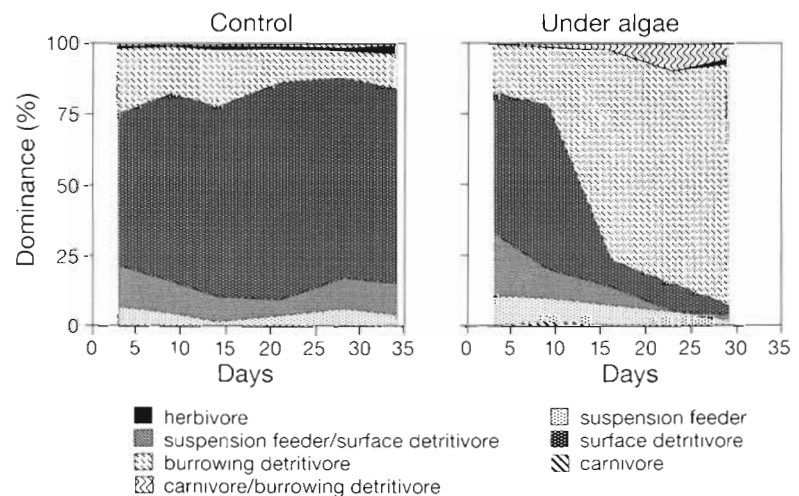 Control
Under algae
Dominance (%)
100
75
50
25
0
0 5 10 15 20 25 30 35
0 5 10 15 20 25 30 35
Days
Days
herbivore
suspension feeder/surface detritivore
burrowing detritivore
carnivore/burrowing detritivore
suspension feeder
surface detritivore
carnivore